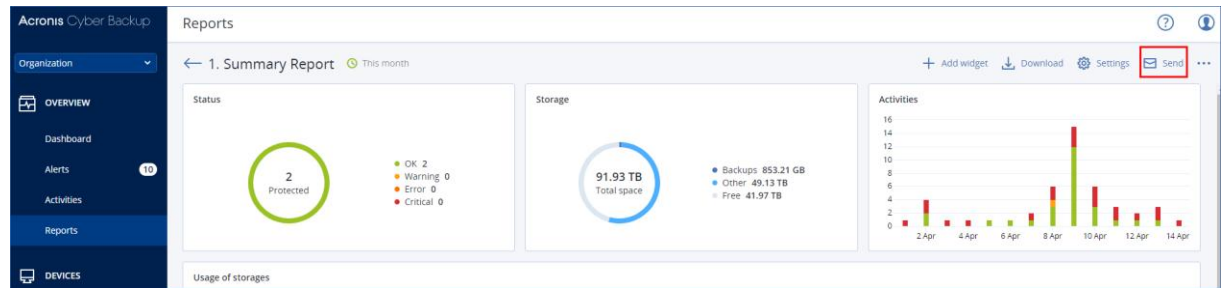 Acronis Cyber Backup
Reports
Organization
← 1. Summary Report This month
+ Add widget Download Settings Send ...
OVERVIEW
Dashboard
Alerts 10
Activities
Reports
DEVICES
Status
2
Protected
OK 2
Warning 0
Error 0
Critical 0
Storage
91.93 TB
Total space
Backups 853.21 GB
Other 49.13 TB
Free 41.97 TB
Activities
16
14
12
10
8
6
4
2
0
2 Apr 4 Apr 6 Apr 8 Apr 10 Apr 12 Apr 14 Apr
Usage of storages